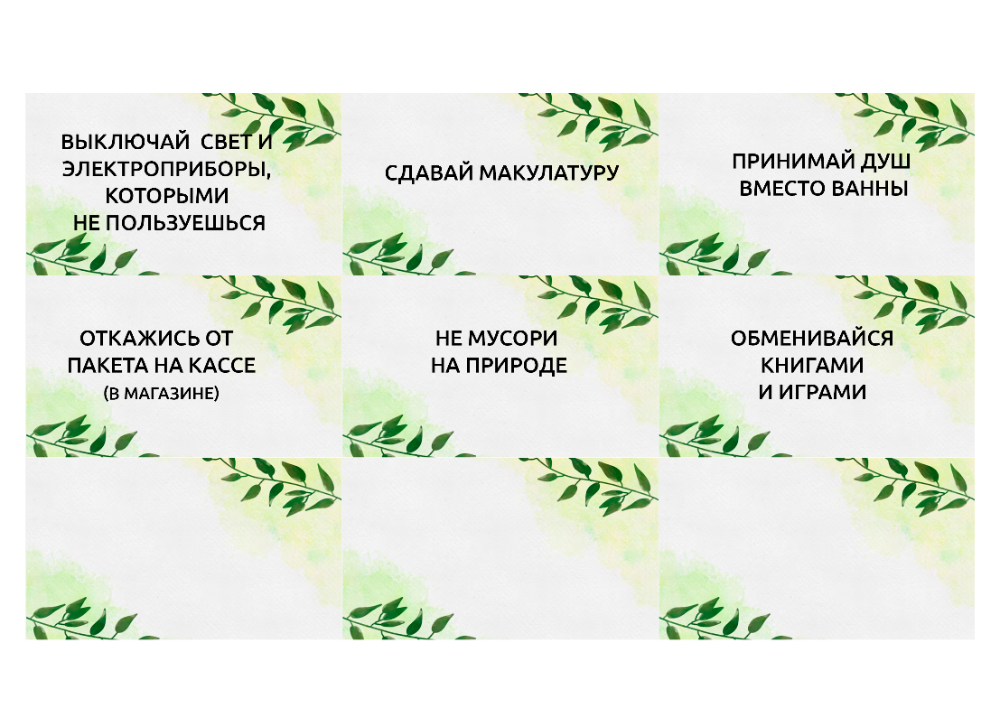 ВЫКЛЮЧАЙ СВЕТ И
ЭЛЕКТРОПРИБОРЫ,
КОТОРЫМИ
НЕ ПОЛЬЗУЕШЬСЯ
СДАВАЙ МАКУЛАТУРУ
ПРИНИМАЙ ДУШ
ВМЕСТО ВАННЫ
ОТКАЖИСЬ ОТ
ПАКЕТА НА КАССЕ
(В МАГАЗИНЕ)
НЕ МУСОРИ
НА ПРИРОДЕ
ОБМЕНИВАЙСЯ
КНИГАМИ
И ИГРАМИ